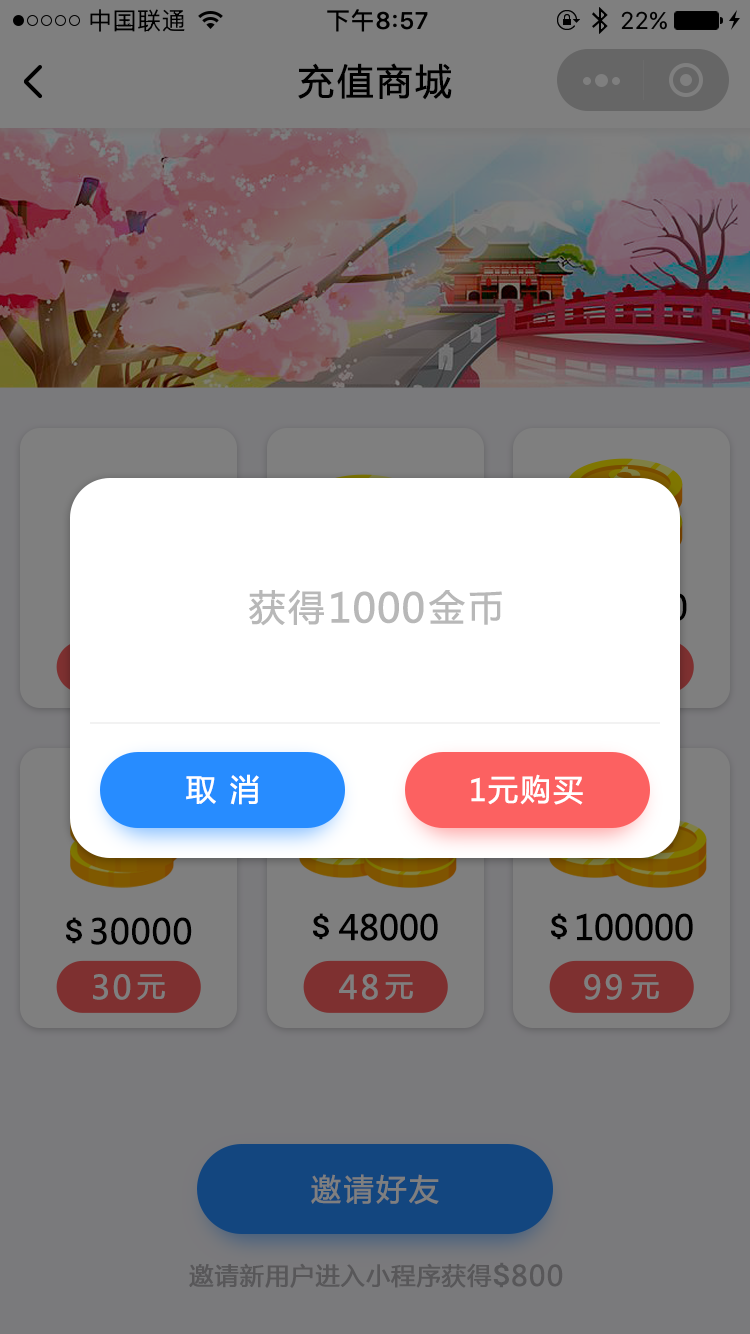 中国联通 下午8:57 22%
充值商城
获得1000金币
取 消 1元购买
$30000 $48000 $100000
30元 48元 99元
邀请好友
邀请新用户进入小程序获得$800